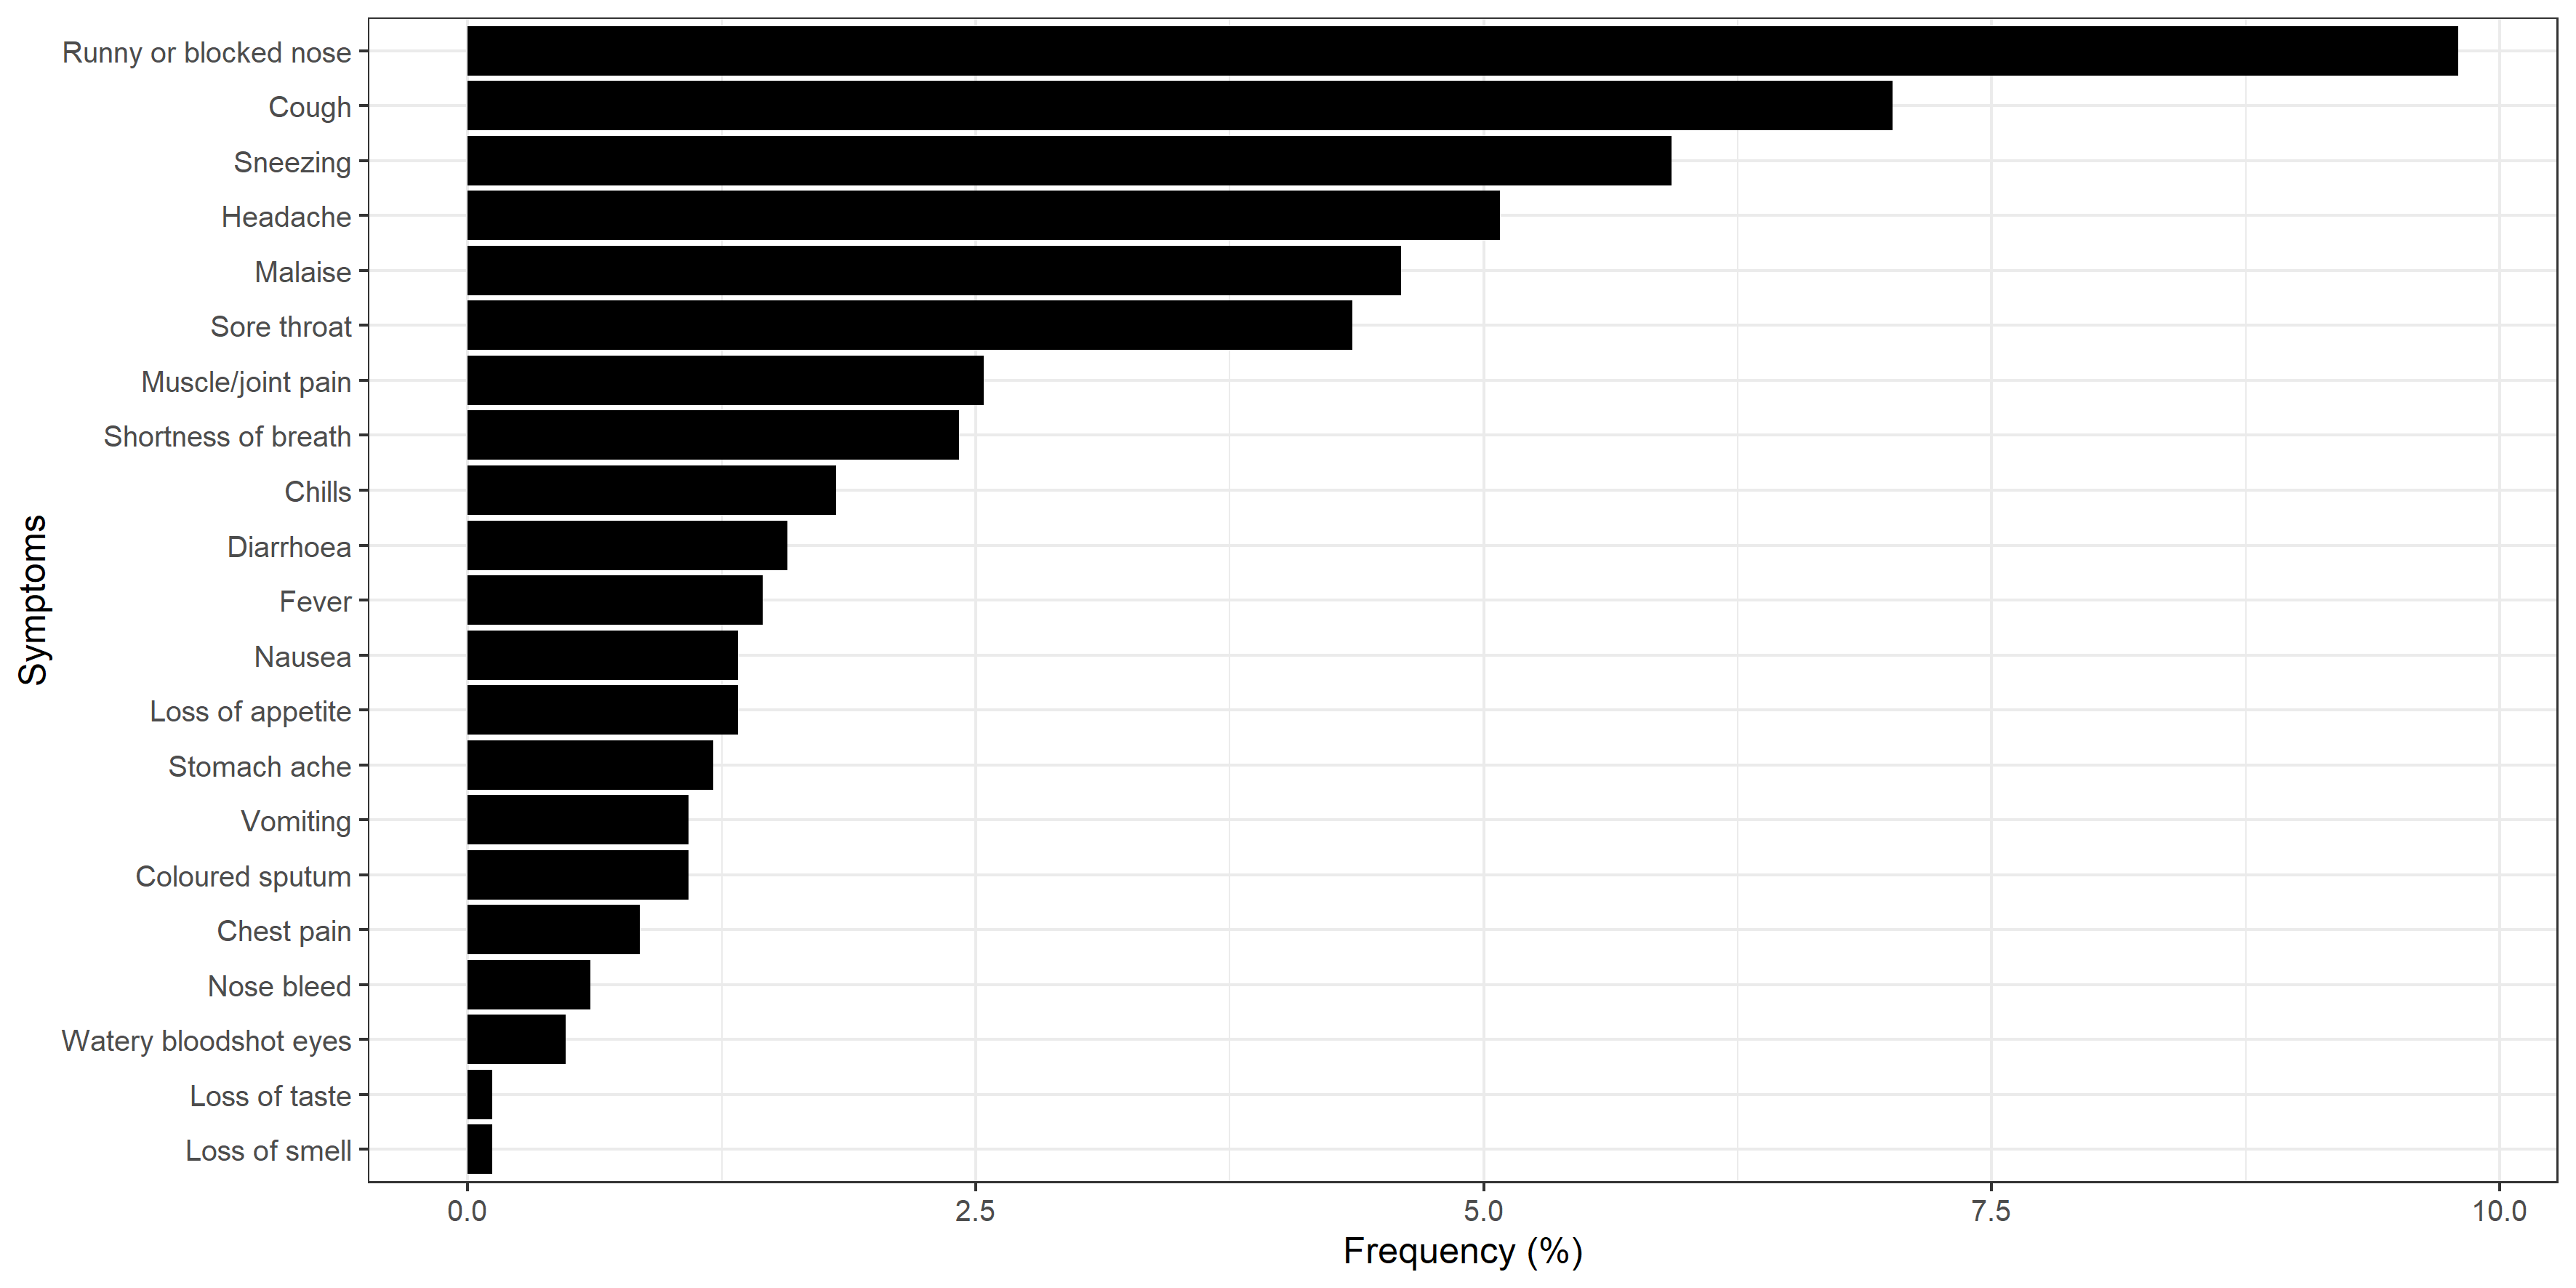 Runny or blocked nose
Cough
Sneezing
Headache
Malaise
Sore throat
Muscle/joint pain
Shortness of breath
Chills
Diarrhoea
Fever
Nausea
Loss of appetite
Stomach ache
Vomiting
Coloured sputum
Chest pain
Nose bleed
Watery bloodshot eyes
Loss of taste
Loss of smell
Symptoms
0.0 2.5 5.0 7.5 10.0
Frequency (%)